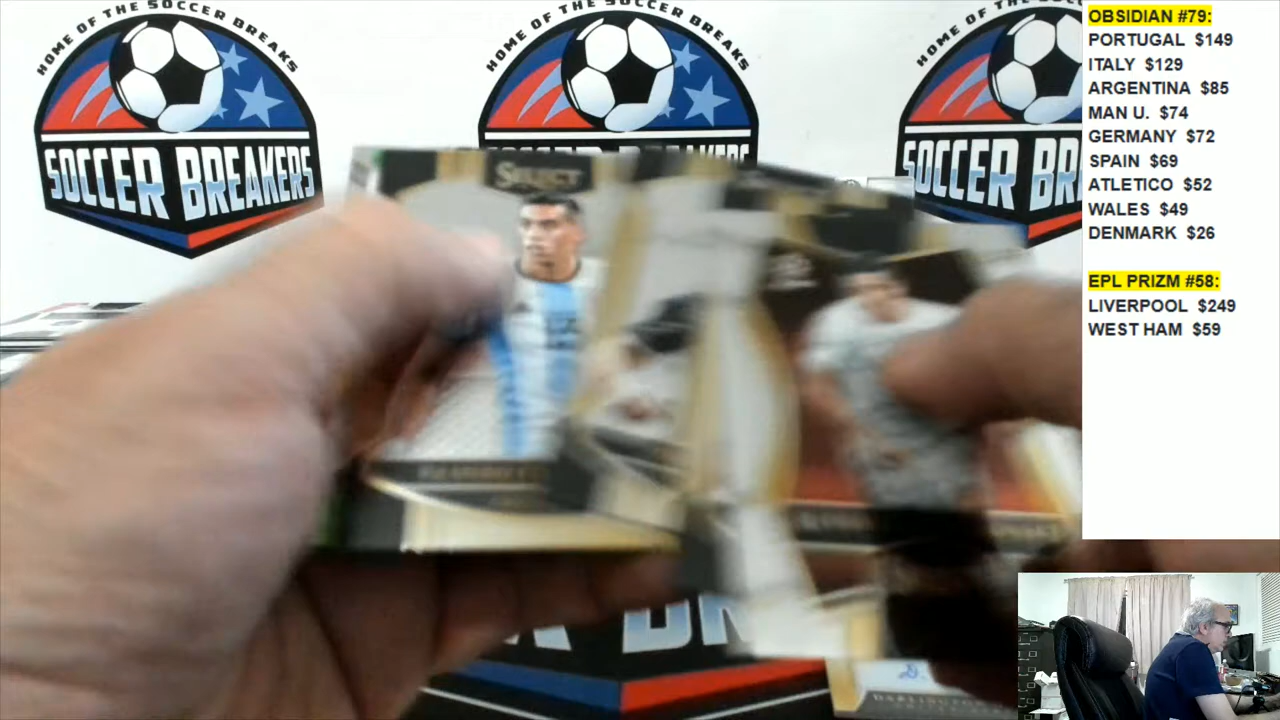 HOME OF THE SOCCER BREAKS
SOCCER BREAKERS
HOME OF THE SOCCER BREAKS
HOME OF THE SOCCER
SOCCER BREAKERS
SELECT
OBSIDIAN #79:
PORTUGAL $149
ITALY $129
ARGENTINA $85
MAN U. $74
GERMANY $72
SPAIN $69
ATLETICO $52
WALES $49
DENMARK $26
EPL PRIZM #58:
LIVERPOOL $249
WEST HAM $59